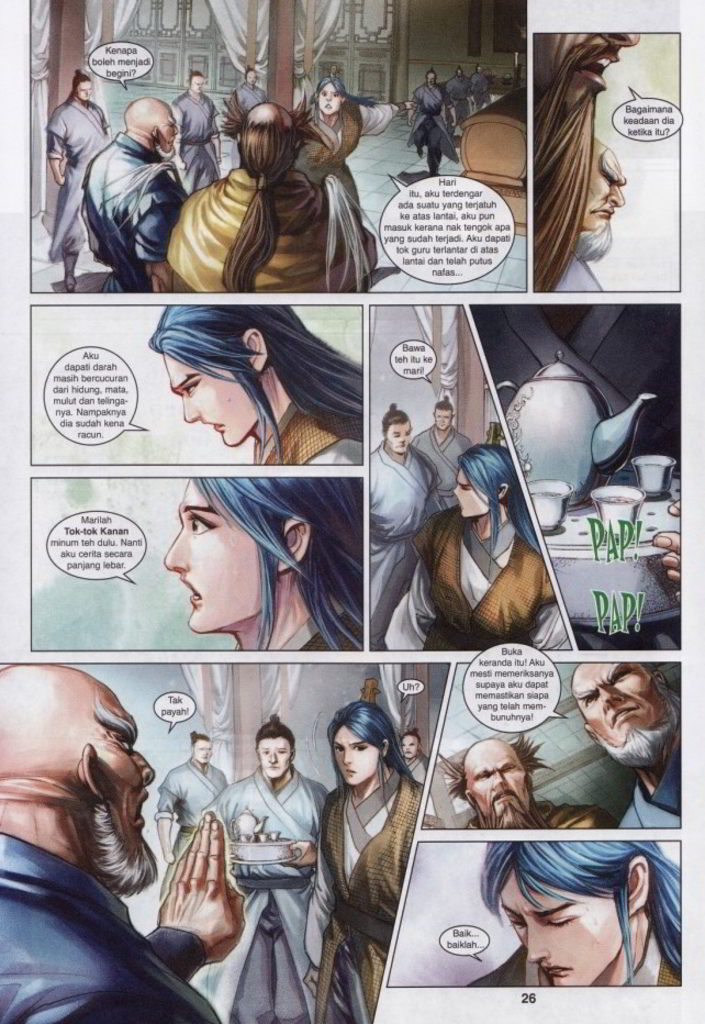 Kenapa
boleh menjadi
begini?
Hari
itu, aku terdengar
ada suatu yang terjatuh
ke atas lantai, aku pun
masuk kerana nak tengok apa
yang sudah terjadi. Aku dapati
tok guru terlantar di atas
lantai dan telah putus
nafas...
Bagaimana
keadaan dia
ketika itu?
Aku
dapati darah
masih bercucuran
dari hidung, mata,
mulut dan telinga-
nya. Nampaknya
dia sudah kena
racun.
Marilah
Tok-tok Kanan
minum teh dulu. Nanti
aku cerita secara
panjang lebar.
Bawa
teh itu ke
mari!
PAP!
PAP!
Tak
payah!
Uh?
Buka
keranda itu! Aku
mesti memeriksanya
supaya aku dapat
memastikan siapa
yang telah mem-
bunuhnya!
Baik...
baiklah...
26